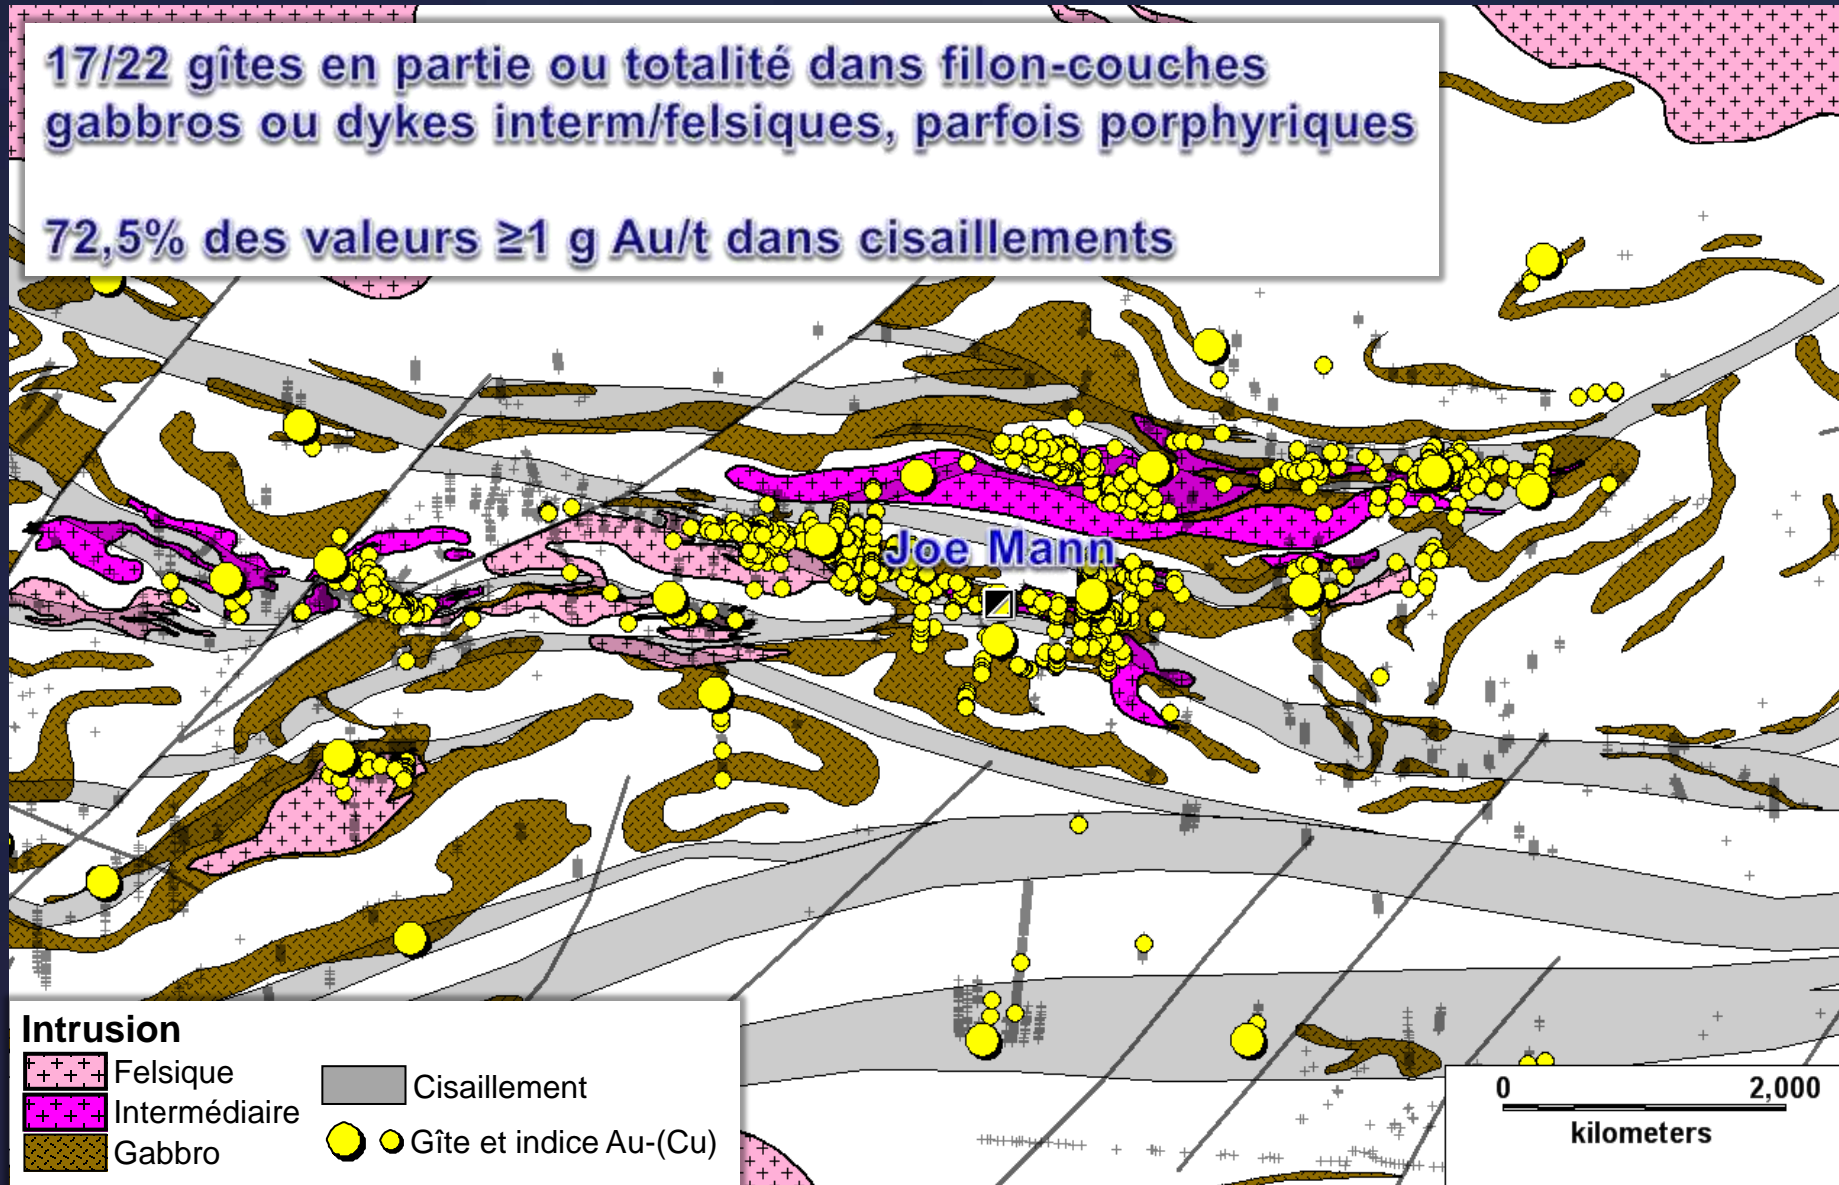 17/22 gîtes en partie ou totalité dans filon-couches
gabbros ou dykes interm/felsiques, parfois porphyriques
72,5% des valeurs ≥1 g Au/t dans cisaillements
Joe Mann
Intrusion
Felsique
Intermédiaire
Gabbro
Cisaillement
Gîte et indice Au-(Cu)
0 2,000
kilometers